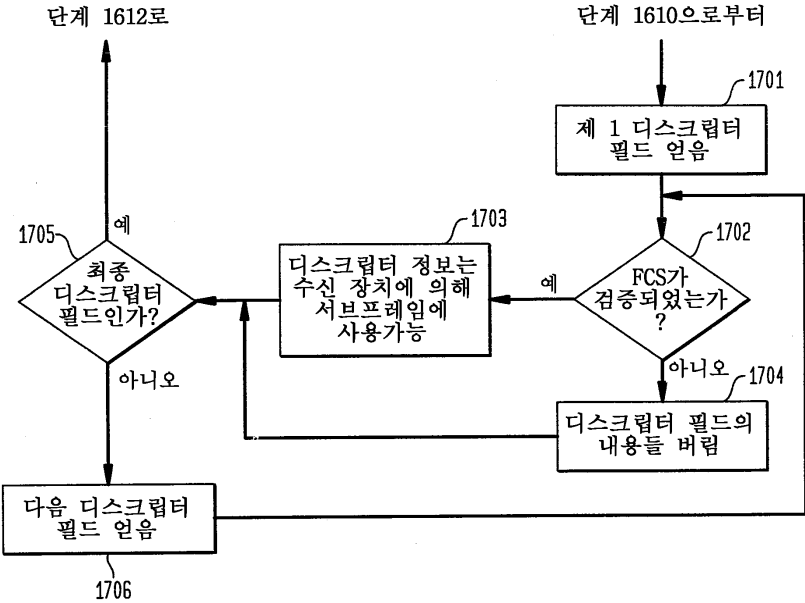 단계 1612로
단계 1610으로부터
1701
제 1 디스크립터
필드 얻음
1702
FCS가
검증되었는가
?
예
아니오
1703
디스크립터 정보는
수신 장치에 의해
서브프레임에
사용가능
1704
디스크립터 필드의
내용들 버림
1705
최종
디스크립터
필드인가?
예
아니오
다음 디스크립터
필드 얻음
1706